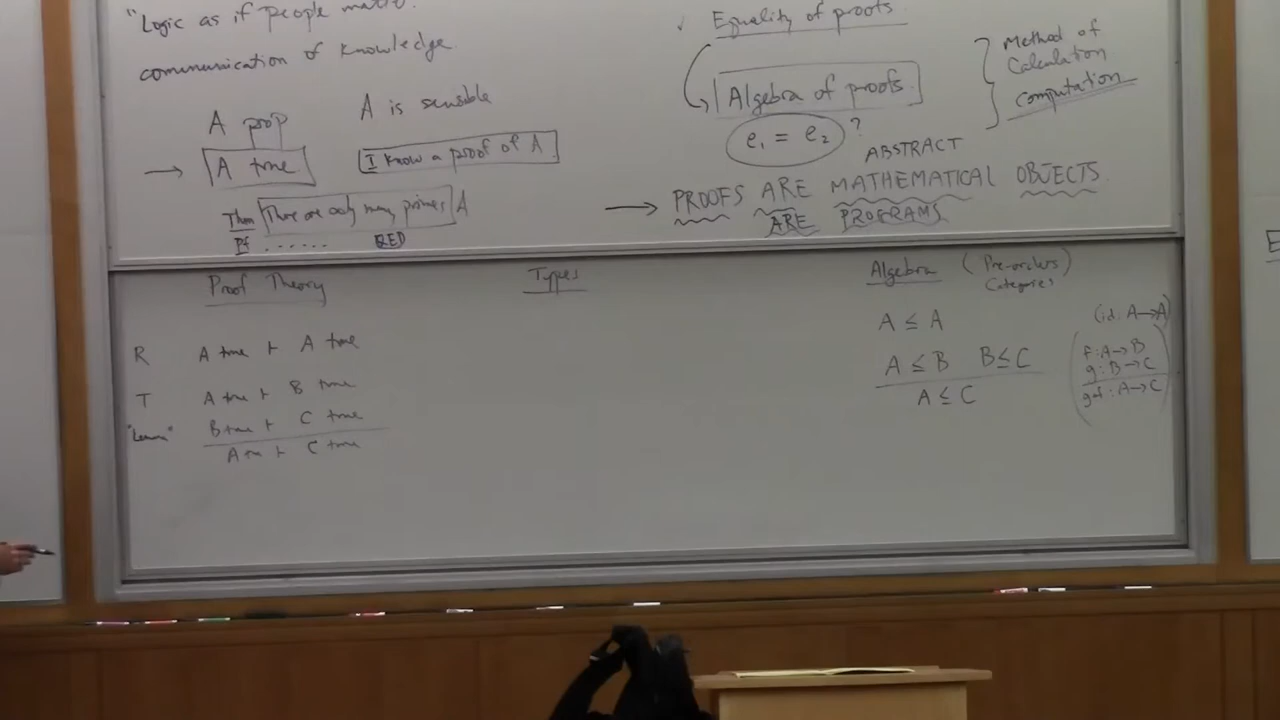 "Logic as if people matte.
communication of knowledge.
A prop
A is sensible
→ A true
I know a proof of A
Thm There are only many primes A
Pf ...... QED
Equality of proofs.
Algebra of proofs.
e₁ = e₂ ?
Method of
Calculation
computation
ABSTRACT
→ PROOFS ARE MATHEMATICAL OBJECTS.
ARE PROGRAMS
Proof Theory
R A true ⊢ A true
T A true ⊢ B true
"Lemma" B true ⊢ C true
A true ⊢ C true
Types
Algebra (Pre-orders)
Categories
A ≤ A
(id: A→A)
A ≤ B B ≤ C
A ≤ C
f: A→B
g: B→C
g∘f: A→C
E